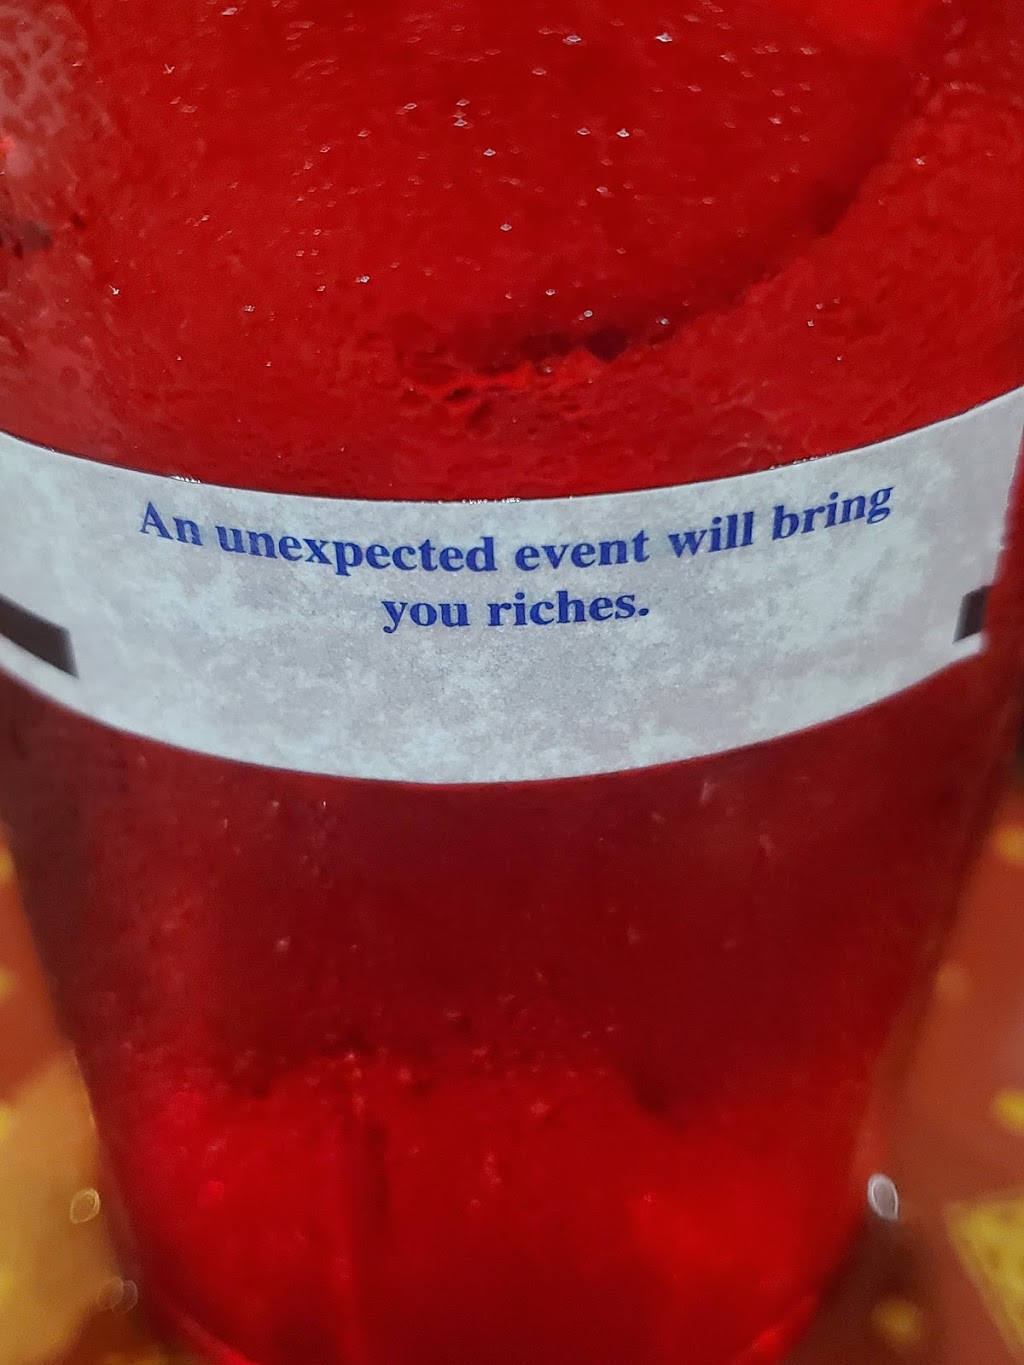 An unexpected event will bring
you riches.